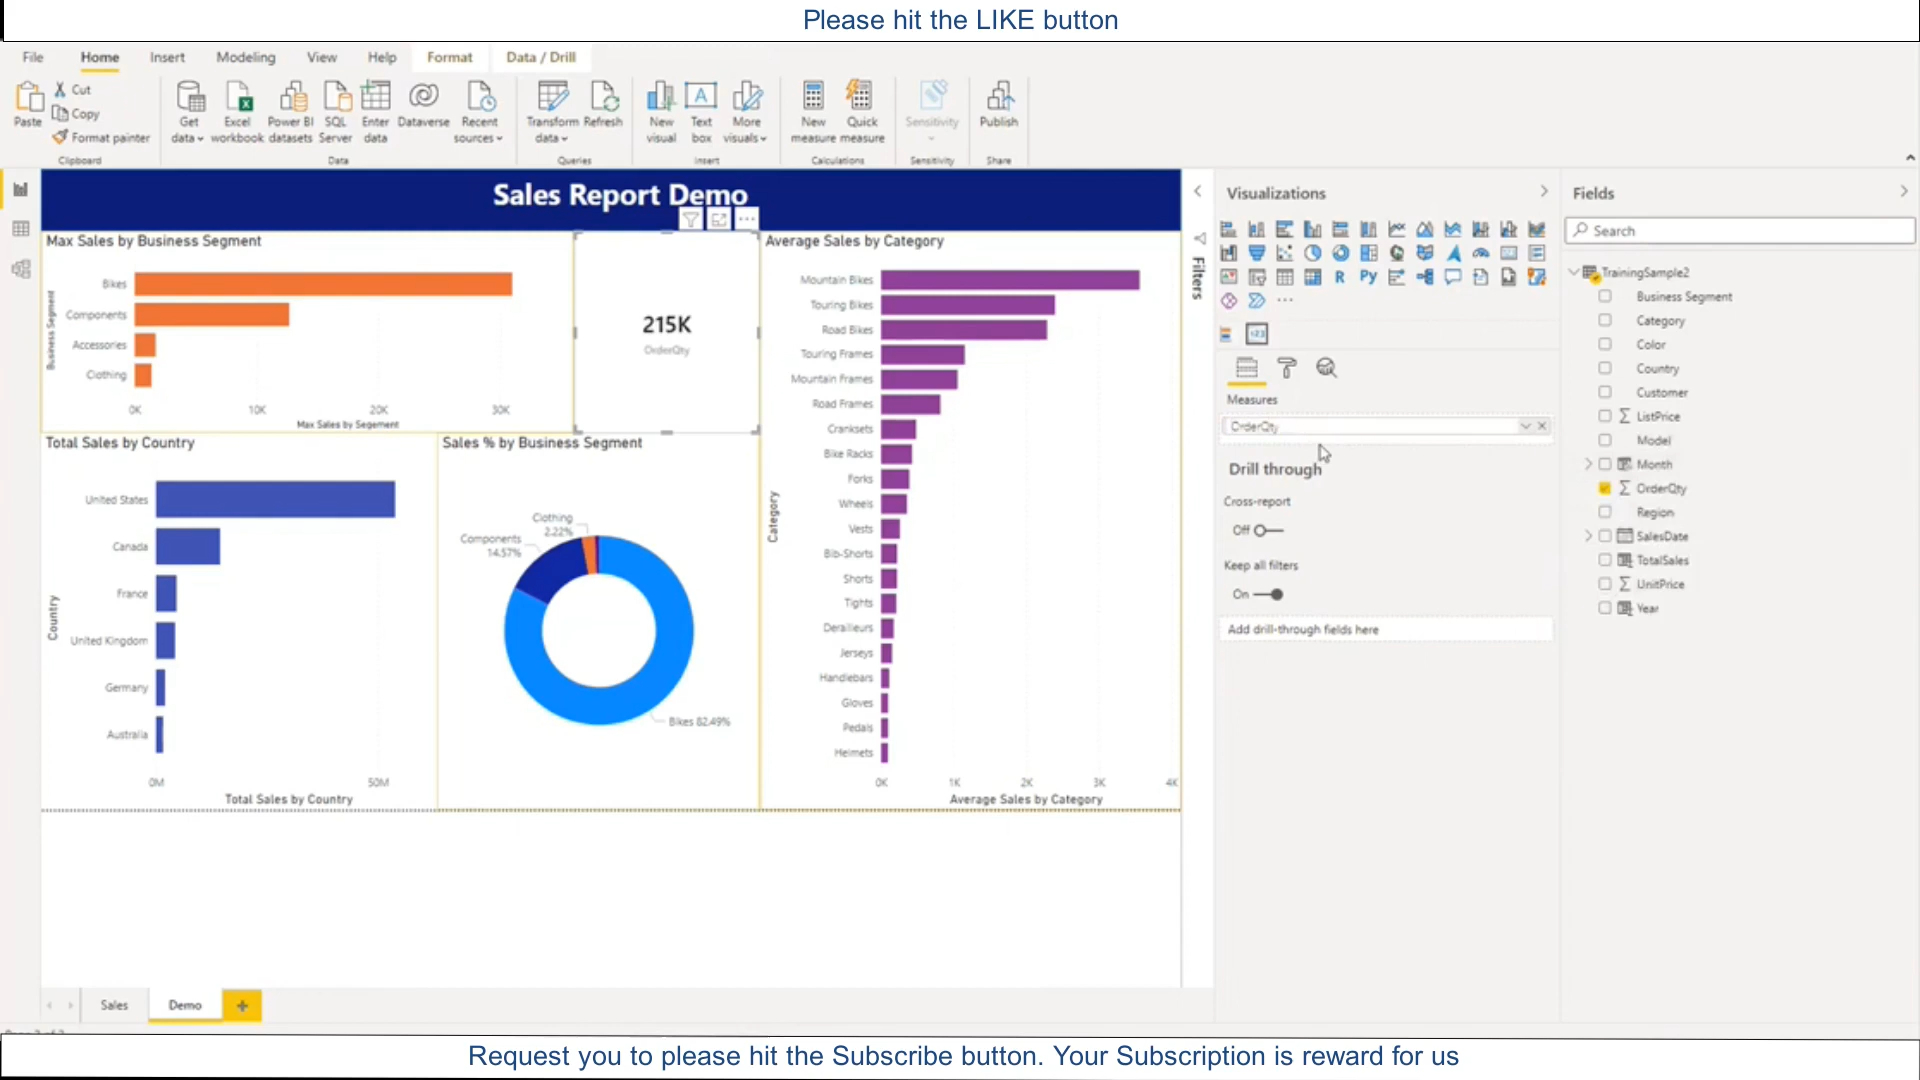 Please hit the LIKE button
File Home Insert Modeling View Help Format Data / Drill
Paste
Cut
Copy
Format painter
Get data
Excel workbook
Power BI datasets
SQL Server
Enter data
Dataverse
Recent sources
Transform data
Refresh
New visual
Text box
More visuals
New measure
Quick measure
Sensitivity
Publish
Clipboard Data Queries Insert Calculations Sensitivity Share
Sales Report Demo
Max Sales by Business Segment
Business Segment
Bikes
Components
Accessories
Clothing
0K 10K 20K 30K
Max Sales by Segement
215K
OrderQty
Average Sales by Category
Category
Mountain Bikes
Touring Bikes
Road Bikes
Touring Frames
Mountain Frames
Road Frames
Cranksets
Bike Racks
Forks
Wheels
Vests
Bib-Shorts
Shorts
Tights
Derailleurs
Jerseys
Handlebars
Gloves
Pedals
Helmets
0K 1K 2K 3K 4K
Average Sales by Category
Total Sales by Country
Country
United States
Canada
France
United Kingdom
Germany
Australia
0M 50M
Total Sales by Country
Sales % by Business Segment
Clothing
2.22%
Components
14.57%
Bikes 82.49%
Filters
Visualizations
R Py
123
Measures
OrderQty
Drill through
Cross-report
Off
Keep all filters
On
Add drill-through fields here
Fields
Search
TrainingSample2
Business Segment
Category
Color
Country
Customer
ListPrice
Model
Month
OrderQty
Region
SalesDate
TotalSales
UnitPrice
Year
Sales Demo +
Request you to please hit the Subscribe button. Your Subscription is reward for us